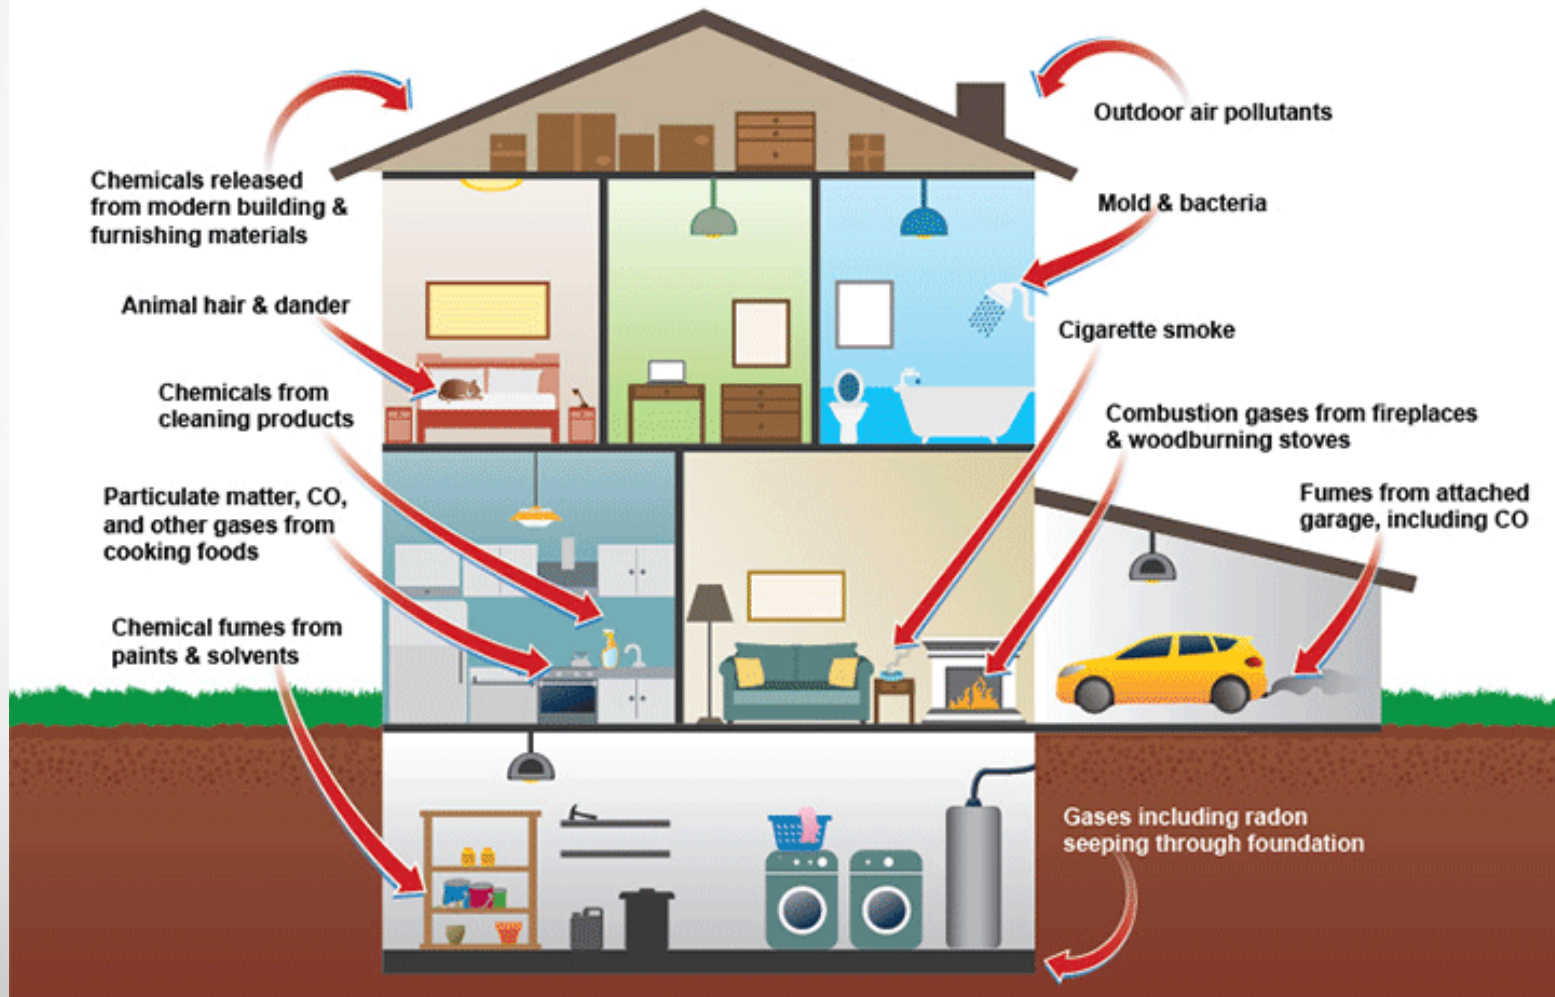 Chemicals released
from modern building &
furnishing materials
Animal hair & dander
Chemicals from
cleaning products
Particulate matter, CO,
and other gases from
cooking foods
Chemical fumes from
paints & solvents
Outdoor air pollutants
Mold & bacteria
Cigarette smoke
Combustion gases from fireplaces
& woodburning stoves
Fumes from attached
garage, including CO
Gases including radon
seeping through foundation